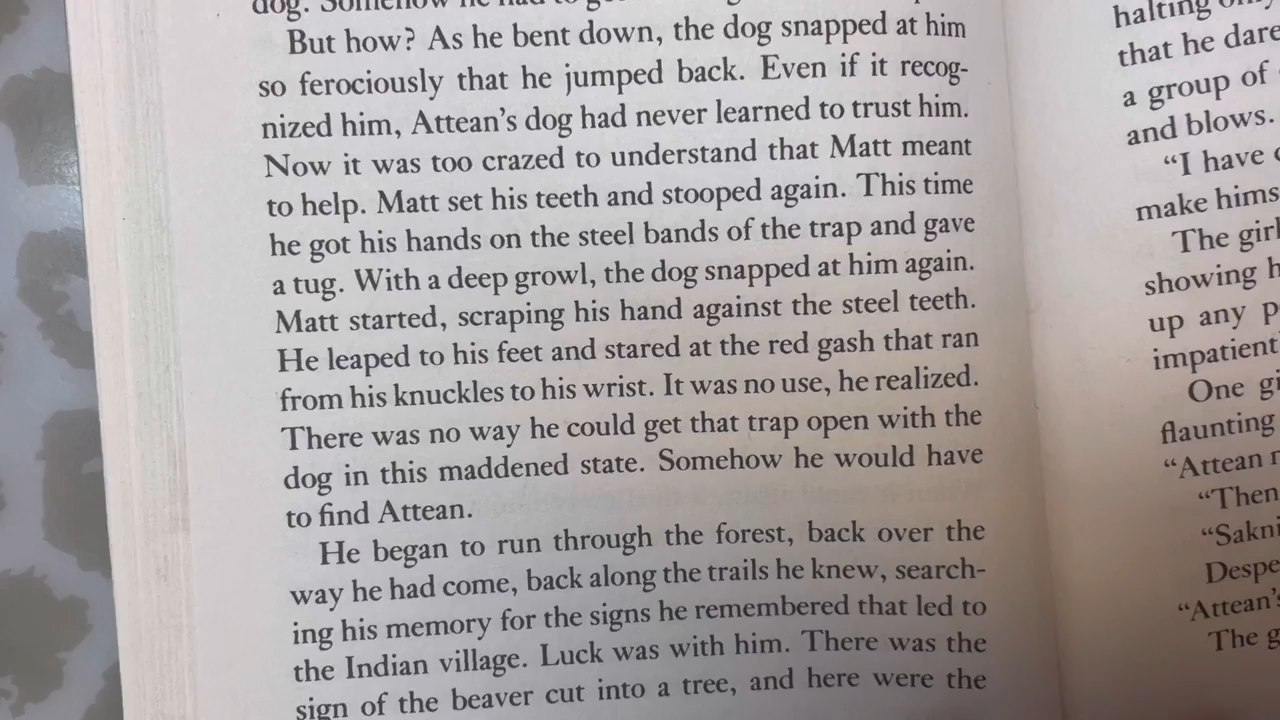 dog. Somehow he had to
But how? As he bent down, the dog snapped at him
so ferociously that he jumped back. Even if it recog-
nized him, Attean's dog had never learned to trust him.
Now it was too crazed to understand that Matt meant
to help. Matt set his teeth and stooped again. This time
he got his hands on the steel bands of the trap and gave
a tug. With a deep growl, the dog snapped at him again.
Matt started, scraping his hand against the steel teeth.
He leaped to his feet and stared at the red gash that ran
from his knuckles to his wrist. It was no use, he realized.
There was no way he could get that trap open with the
dog in this maddened state. Somehow he would have
to find Attean.
He began to run through the forest, back over the
way he had come, back along the trails he knew, search-
ing his memory for the signs he remembered that led to
the Indian village. Luck was with him. There was the
sign of the beaver cut into a tree, and here were the
halting
that he dare
a group of
and blows.
"I have
make hims
The girl
showing
up any
impatient
One
flaunting
"Attean
"Then
"Sakni
Despe
"Attean's
The